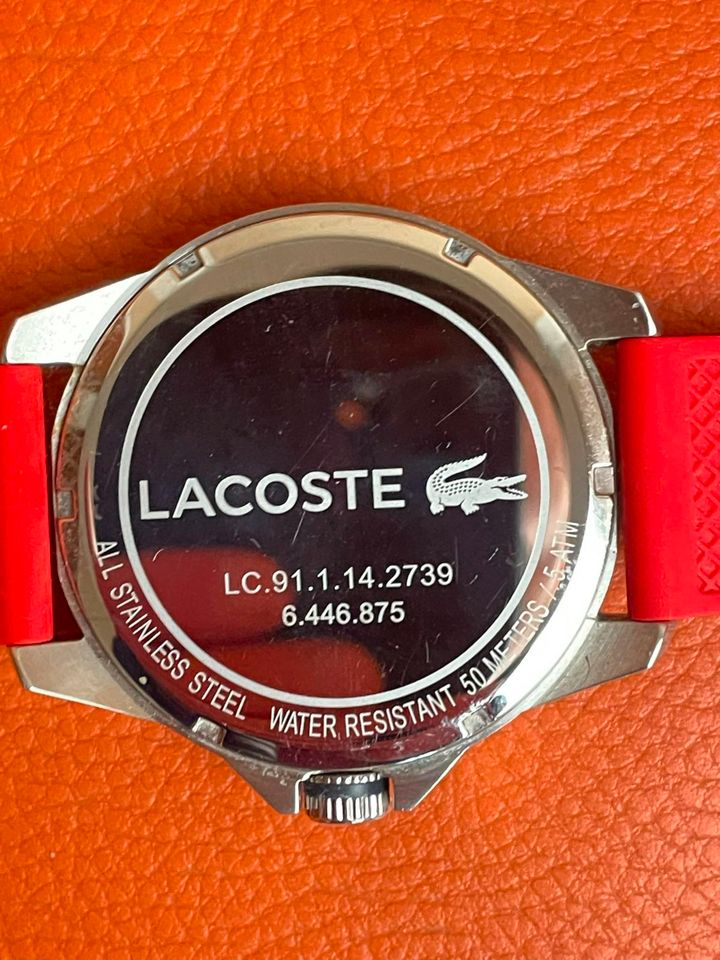 LACOSTE
LC.91.1.14.2739
6.446.875
ALL STAINLESS STEEL WATER RESISTANT 50 METERS / 5 ATM